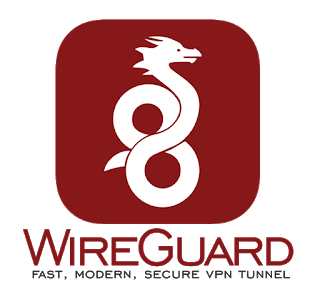 WIREGUARD
FAST, MODERN, SECURE VPN TUNNEL